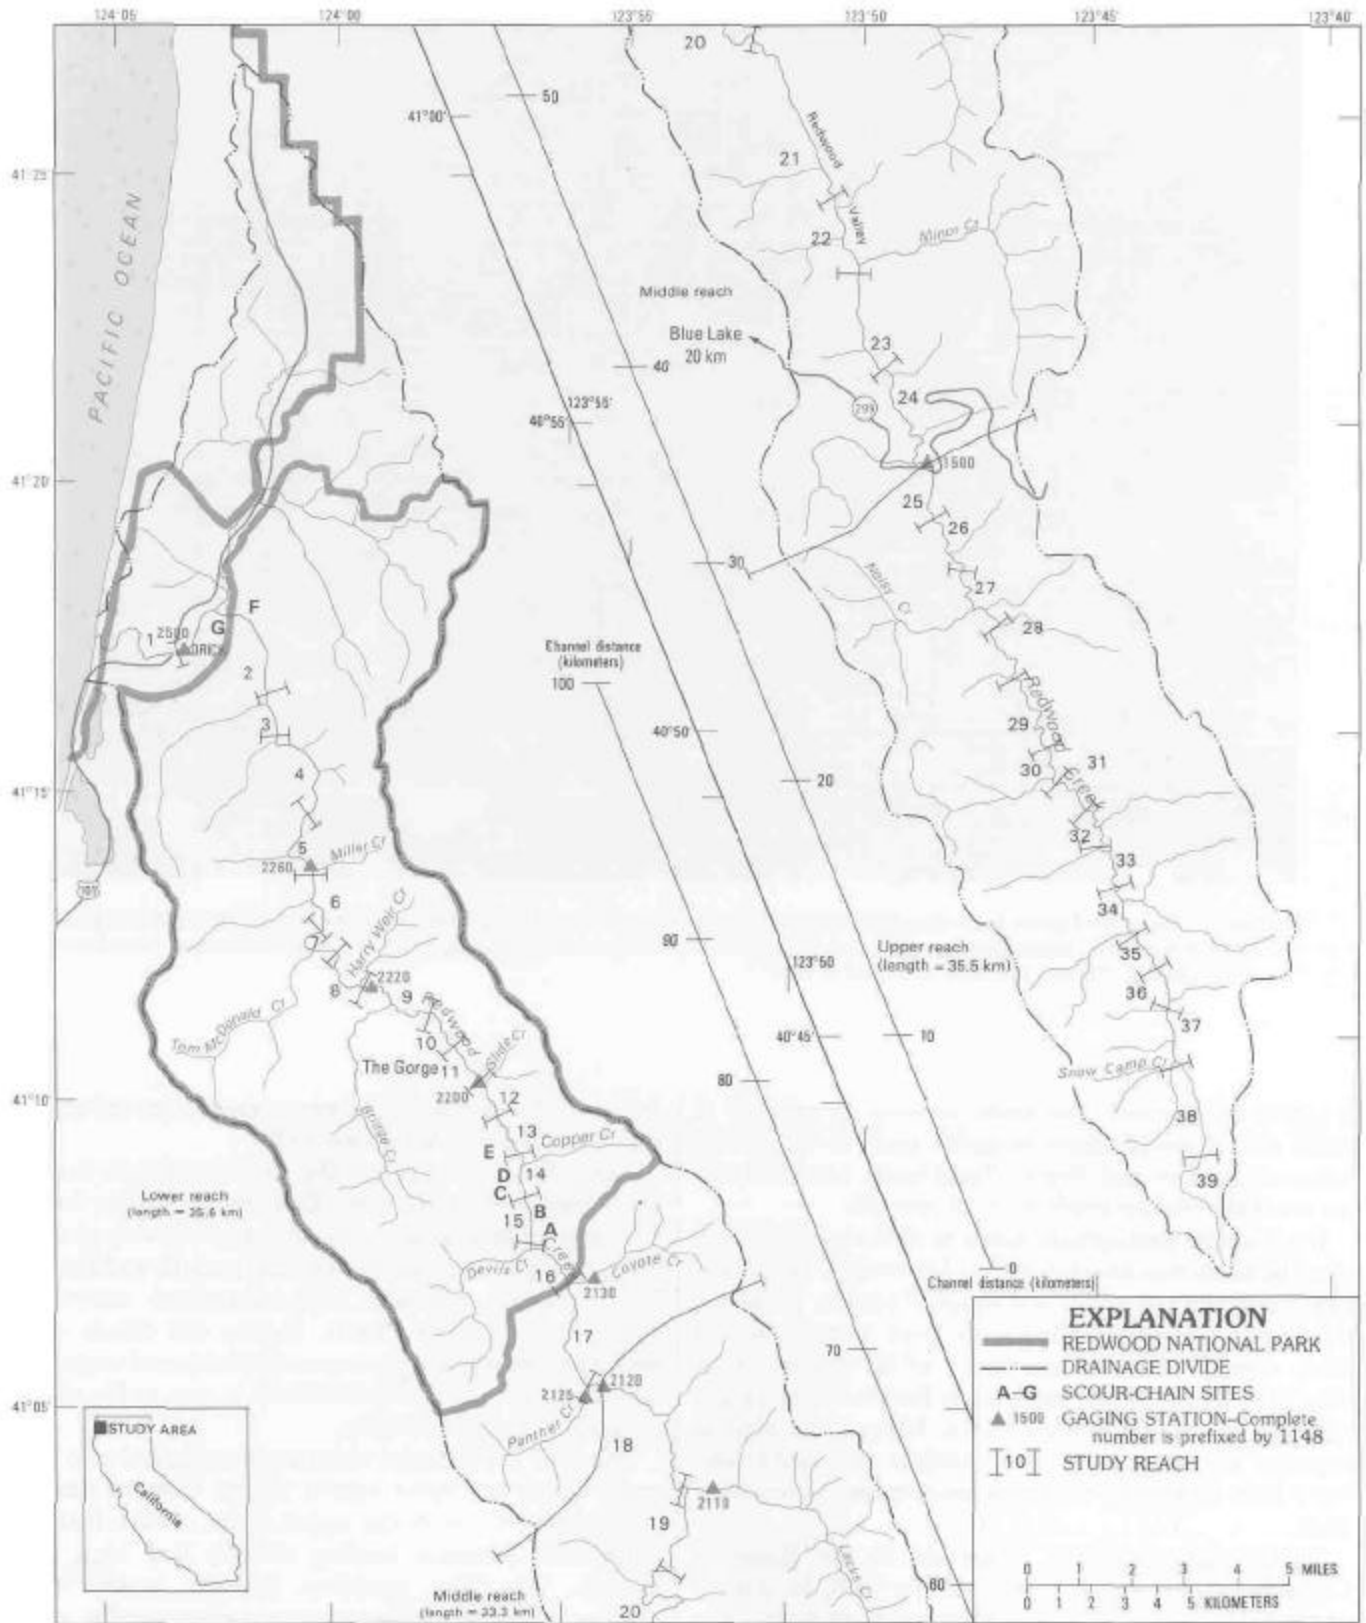 124°05'
124°00'
123°55'
123°50'
123°45'
123°40'
41°25'
41°20'
41°15'
41°10'
41°05'
PACIFIC OCEAN
41°00'
50
40
123°55'
40°55'
30
Channel distance
(kilometers)
100
40°50'
20
90
123°50'
40°45'
10
80
0
Channel distance (kilometers)
70
60
20
Redwood
Valley
21
22
Minor Cr
Middle reach
Blue Lake
20 km
23
24
299
1500
25
26
27
Noisy Cr
28
Redwood
Creek
29
30
31
32
33
34
35
36
37
Snow Camp Cr
38
39
Upper reach
(length = 35.5 km)
F
G
1
2500
ORICK
2
3
4
5
Miller Cr
2260
6
101
Harry Weir Cr
7
8
2220
9
Redwood
Tom McDonald Cr
10
The Gorge
11
Slide Cr
2200
12
Bridge Cr
13
Copper Cr
E
D
14
C
15
B
A
Creek
Devils Cr
16
Coyote Cr
2130
Lower reach
(length = 35.6 km)
17
2120
2125
Panther Cr
18
2110
19
Lacks Cr
20
Middle reach
(length = 33.3 km)
STUDY AREA
California
EXPLANATION
REDWOOD NATIONAL PARK
DRAINAGE DIVIDE
A–G SCOUR-CHAIN SITES
1500 GAGING STATION–Complete
number is prefixed by 1148
10 STUDY REACH
0 1 2 3 4 5 MILES
0 1 2 3 4 5 KILOMETERS